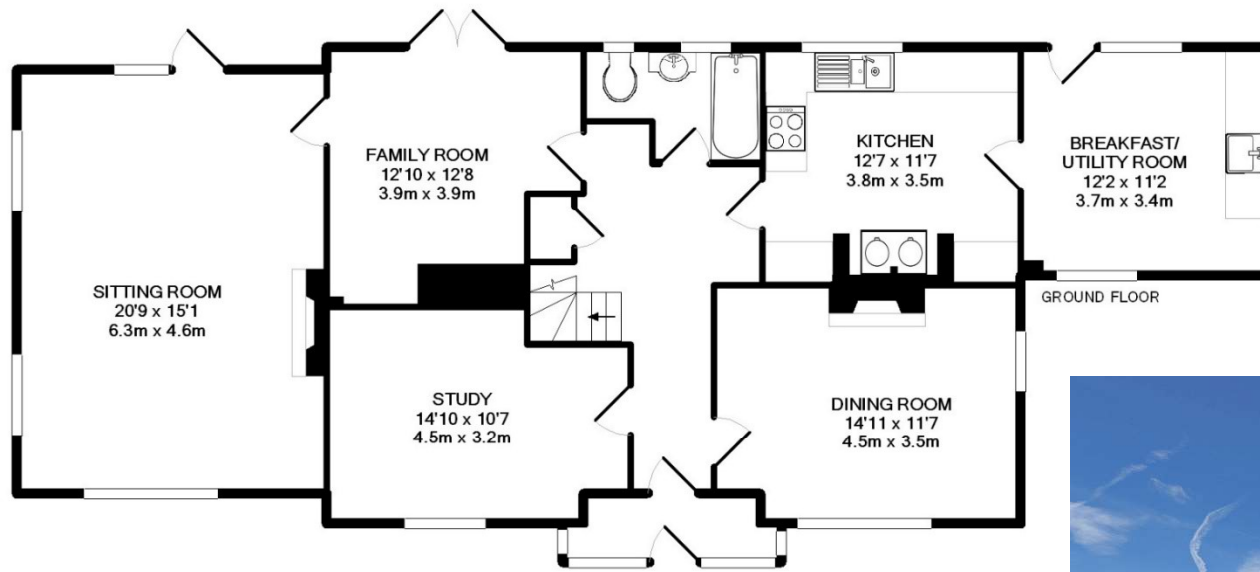 FAMILY ROOM
12'10 x 12'8
3.9m x 3.9m
KITCHEN
12'7 x 11'7
3.8m x 3.5m
BREAKFAST/
UTILITY ROOM
12'2 x 11'2
3.7m x 3.4m
SITTING ROOM
20'9 x 15'1
6.3m x 4.6m
GROUND FLOOR
STUDY
14'10 x 10'7
4.5m x 3.2m
DINING ROOM
14'11 x 11'7
4.5m x 3.5m